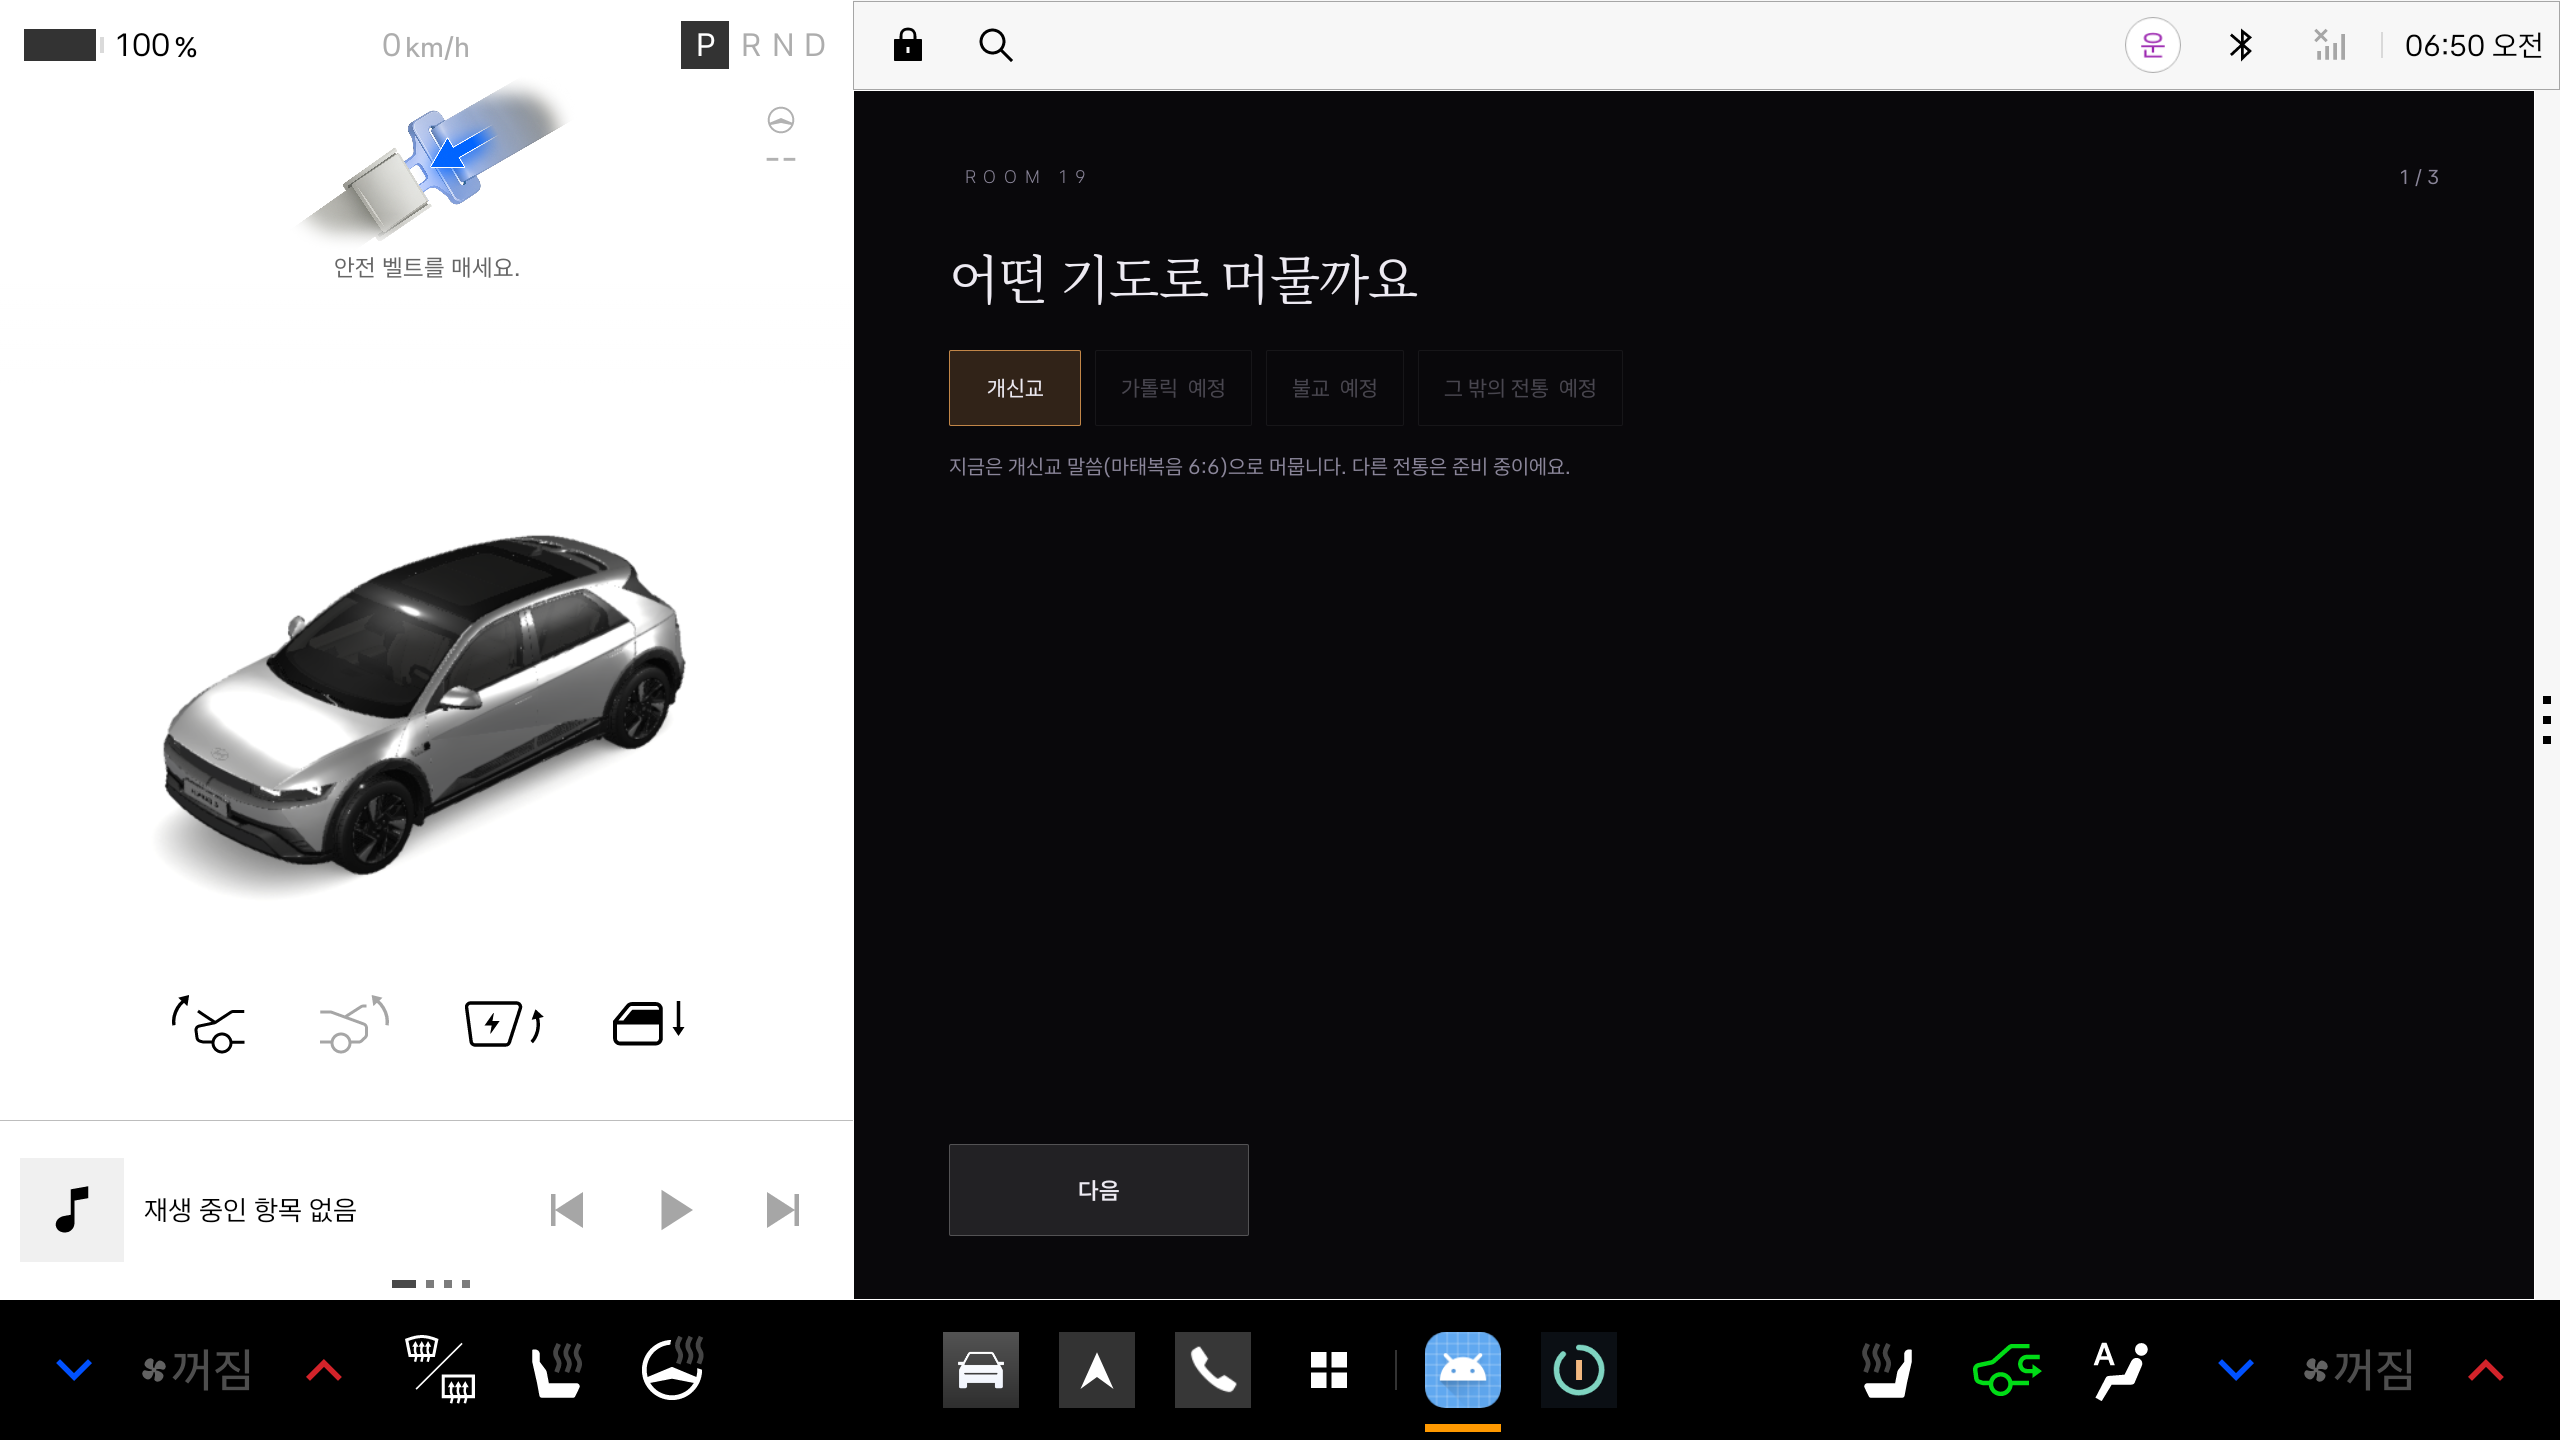 100 %
0 km/h
P R N D
06:50 오전
운
안전 벨트를 매세요.
ROOM 19
1 / 3
어떤 기도로 머물까요
개신교
가톨릭 예정
불교 예정
그 밖의 전통 예정
지금은 개신교 말씀(마태복음 6:6)으로 머뭅니다. 다른 전통은 준비 중이에요.
다음
재생 중인 항목 없음
꺼짐
A
꺼짐